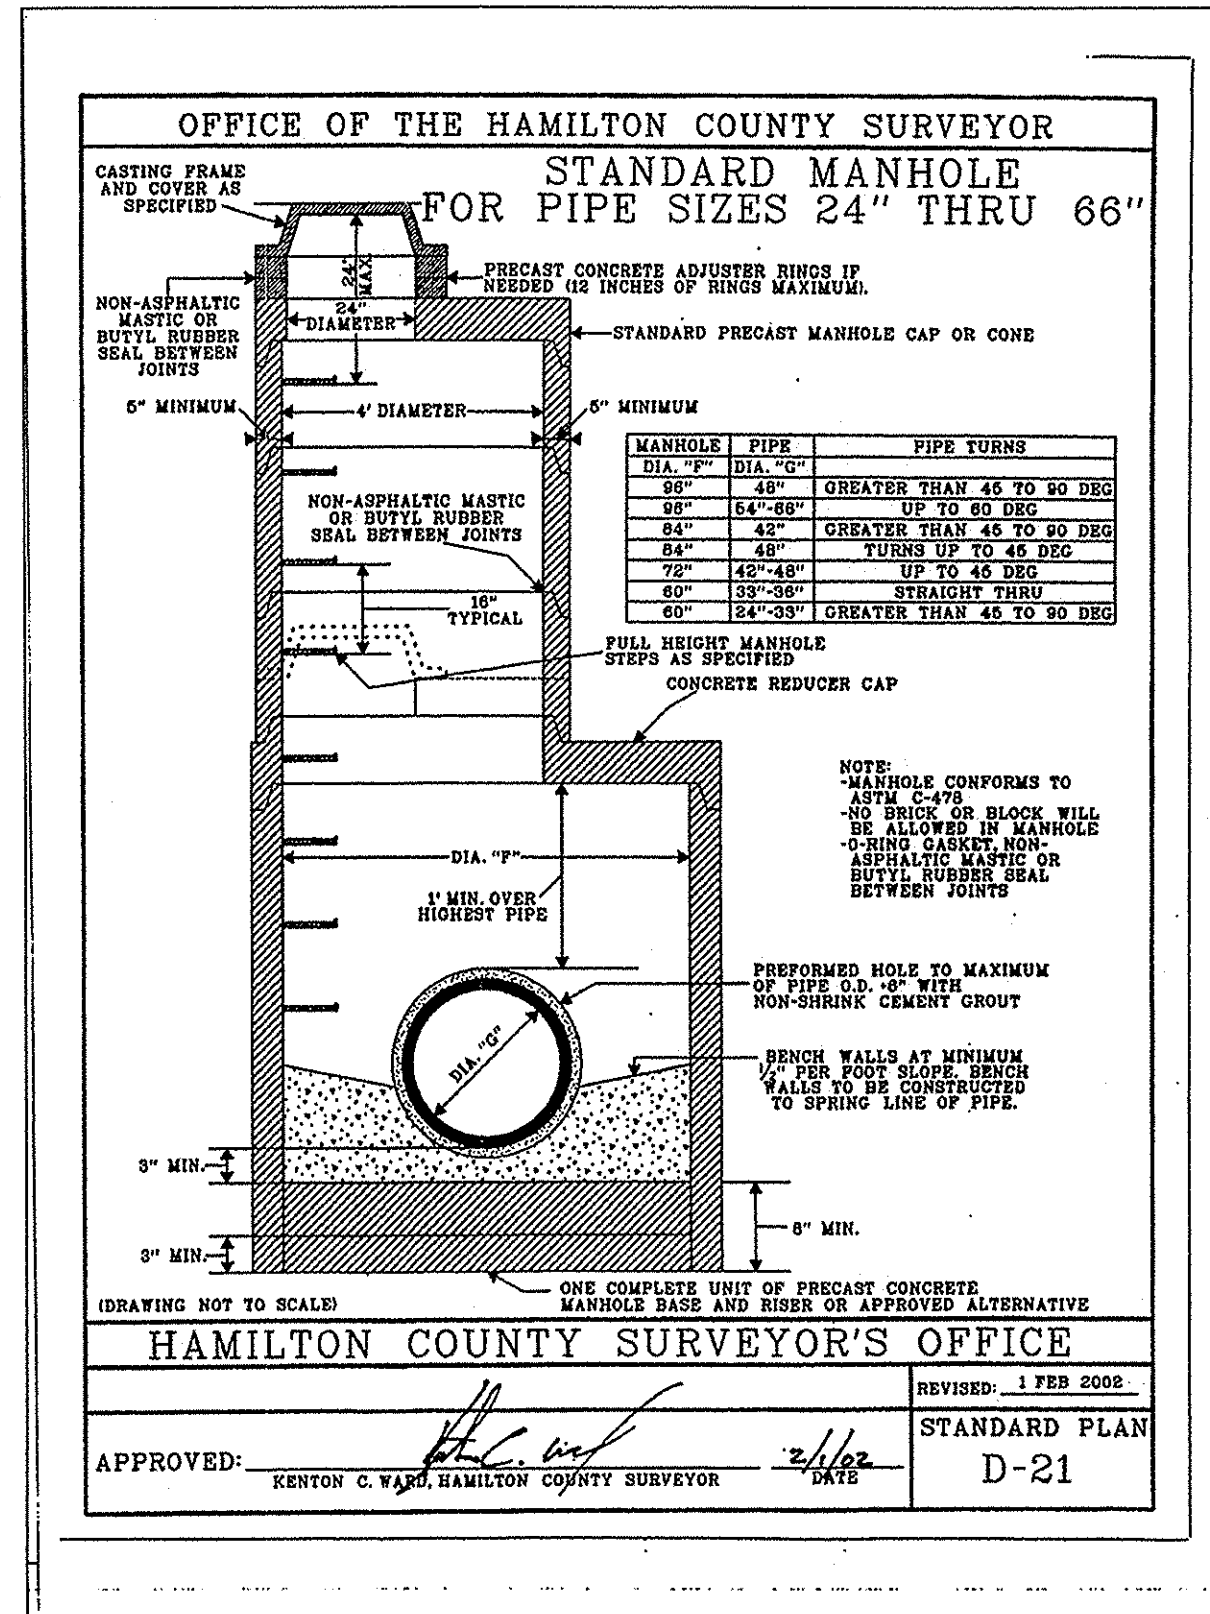 OFFICE OF THE HAMILTON COUNTY SURVEYOR
STANDARD MANHOLE
FOR PIPE SIZES 24" THRU 66"
CASTING FRAME
AND COVER AS
SPECIFIED
24"
MAX.
PRECAST CONCRETE ADJUSTER RINGS IF
NEEDED (12 INCHES OF RINGS MAXIMUM).
NON-ASPHALTIC
MASTIC OR
BUTYL RUBBER
SEAL BETWEEN
JOINTS
24"
DIAMETER
STANDARD PRECAST MANHOLE CAP OR CONE
5" MINIMUM
4' DIAMETER
5" MINIMUM
MANHOLE PIPE PIPE TURNS
DIA. "F" DIA. "G"
96" 48" GREATER THAN 45 TO 90 DEG
96" 54"-66" UP TO 60 DEG
84" 42" GREATER THAN 45 TO 90 DEG
84" 48" TURNS UP TO 45 DEG
72" 42"-48" UP TO 45 DEG
60" 33"-36" STRAIGHT THRU
60" 24"-33" GREATER THAN 45 TO 90 DEG
NON-ASPHALTIC MASTIC
OR BUTYL RUBBER
SEAL BETWEEN JOINTS
16"
TYPICAL
FULL HEIGHT MANHOLE
STEPS AS SPECIFIED
CONCRETE REDUCER CAP
NOTE:
-MANHOLE CONFORMS TO
ASTM C-478
-NO BRICK OR BLOCK WILL
BE ALLOWED IN MANHOLE
-O-RING GASKET, NON-
ASPHALTIC MASTIC OR
BUTYL RUBBER SEAL
BETWEEN JOINTS
DIA. "F"
1' MIN. OVER
HIGHEST PIPE
PREFORMED HOLE TO MAXIMUM
OF PIPE O.D. +6" WITH
NON-SHRINK CEMENT GROUT
DIA. "G"
BENCH WALLS AT MINIMUM
1/2" PER FOOT SLOPE. BENCH
WALLS TO BE CONSTRUCTED
TO SPRING LINE OF PIPE.
3" MIN.
6" MIN.
3" MIN.
ONE COMPLETE UNIT OF PRECAST CONCRETE
MANHOLE BASE AND RISER OR APPROVED ALTERNATIVE
(DRAWING NOT TO SCALE)
HAMILTON COUNTY SURVEYOR'S OFFICE
REVISED: 1 FEB 2002
APPROVED:
2/1/02
KENTON C. WARD, HAMILTON COUNTY SURVEYOR DATE
STANDARD PLAN
D-21